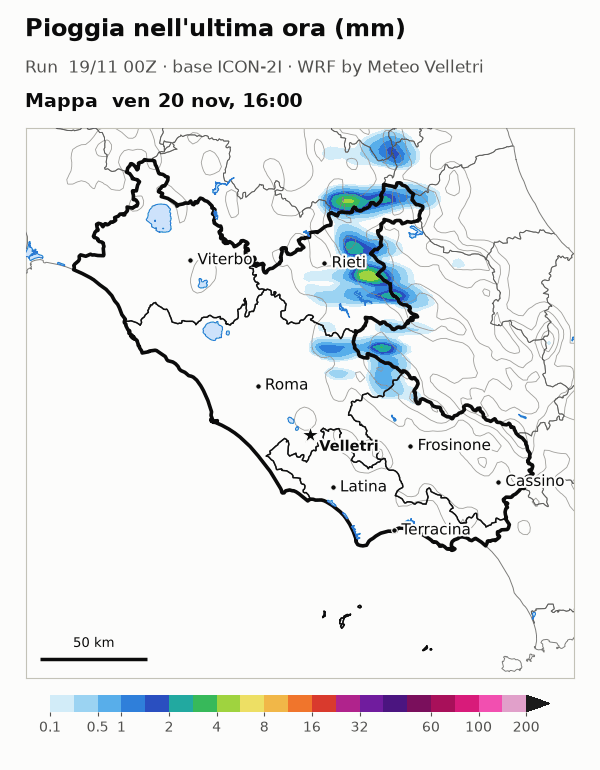 Pioggia nell'ultima ora (mm)
Run 19/11 00Z · base ICON-2I · WRF by Meteo Velletri
Mappa ven 20 nov, 16:00
Viterbo
Rieti
Roma
Velletri
Frosinone
Latina
Cassino
Terracina
50 km
0.1 0.5 1 2 4 8 16 32 60 100 200